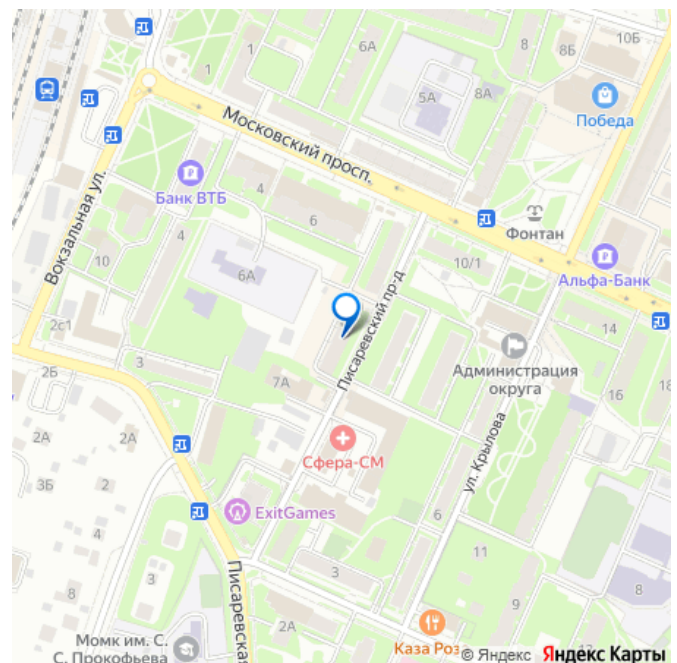 6А
8
8Б
10Б
1
1
5А
8А
Победа
Московский просп.
Банк ВТБ
4
4
6
Фонтан
Вокзальная ул.
10
6А
10/1
Альфа-Банк
Писаревский пр-д
2с1
14
3
Администрация
округа
2Б
7А
16
18
2А
2А
Сфера-СМ
ул. Крылова
3Б
ExitGames
6
11
3
3
Писаревская
8
9
8
2А
Каза Роз
Момк им. С.
С. Прокофьева
12
© Яндекс Яндекс Карты